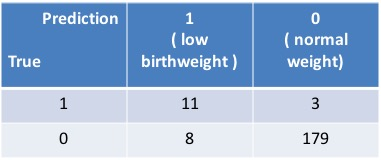 Prediction 1 0
( low ( normal
True birthweight ) weight)
1 11 3
0 8 179